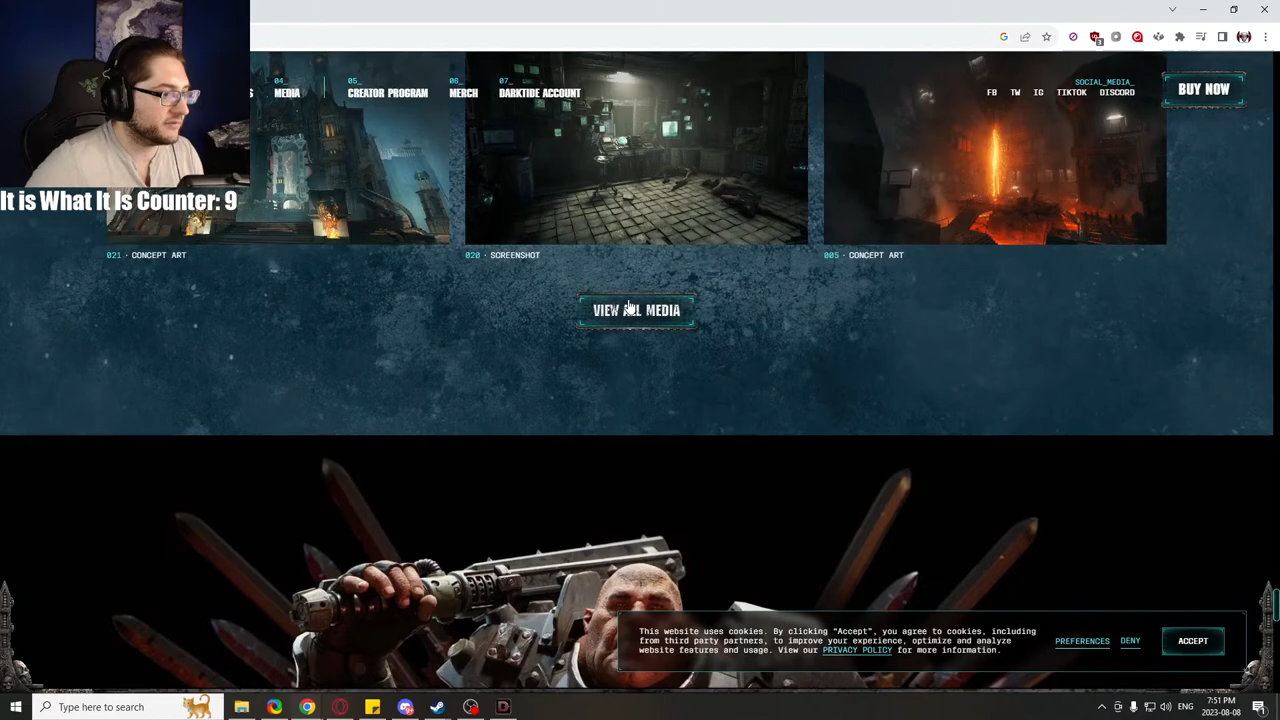 04_
05_
06_
07_
S
MEDIA
CREATOR PROGRAM
MERCH
DARKTIDE ACCOUNT
SOCIAL_MEDIA_
FB TW IG TIKTOK DISCORD
BUY NOW
3
It is What It Is Counter: 9
021 · CONCEPT ART
020 · SCREENSHOT
005 · CONCEPT ART
VIEW ALL MEDIA
This website uses cookies. By clicking "Accept", you agree to cookies, including
from third party partners, to improve your experience, optimize and analyze
website features and usage. View our PRIVACY POLICY for more information.
PREFERENCES
DENY
ACCEPT
Type here to search
ENG
7:51 PM
2023-08-08